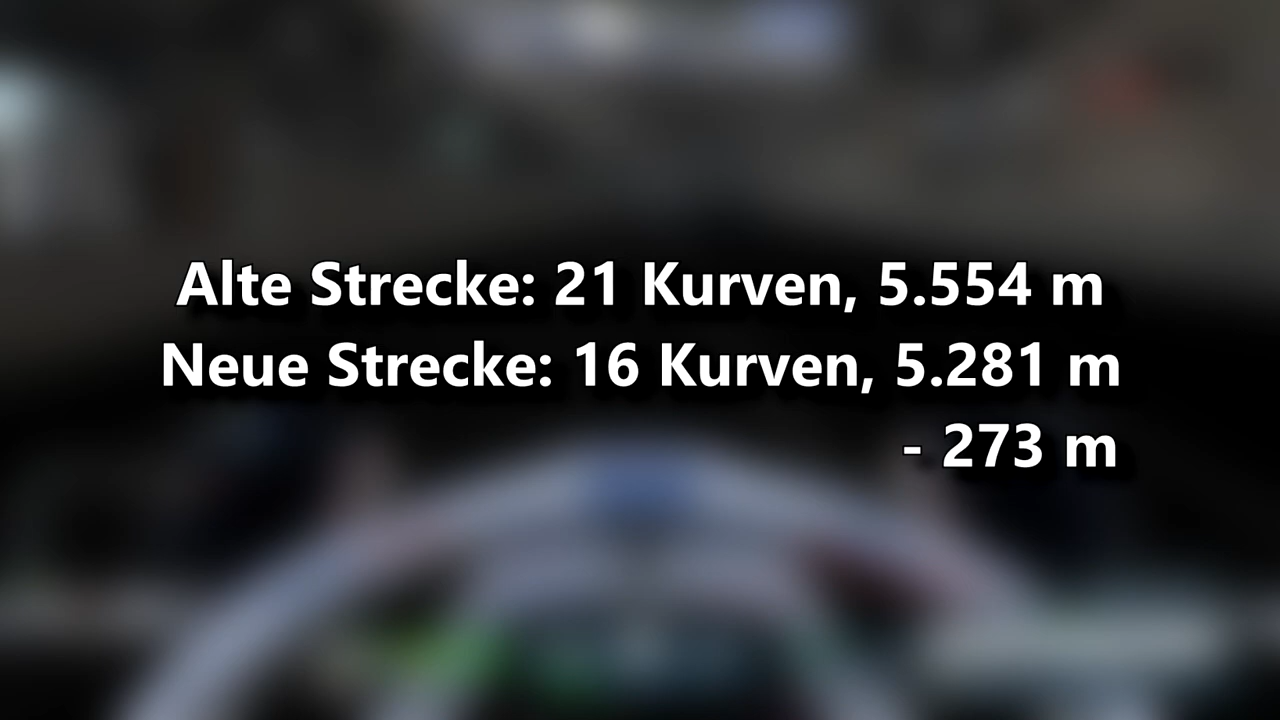 Alte Strecke: 21 Kurven, 5.554 m
Neue Strecke: 16 Kurven, 5.281 m
- 273 m